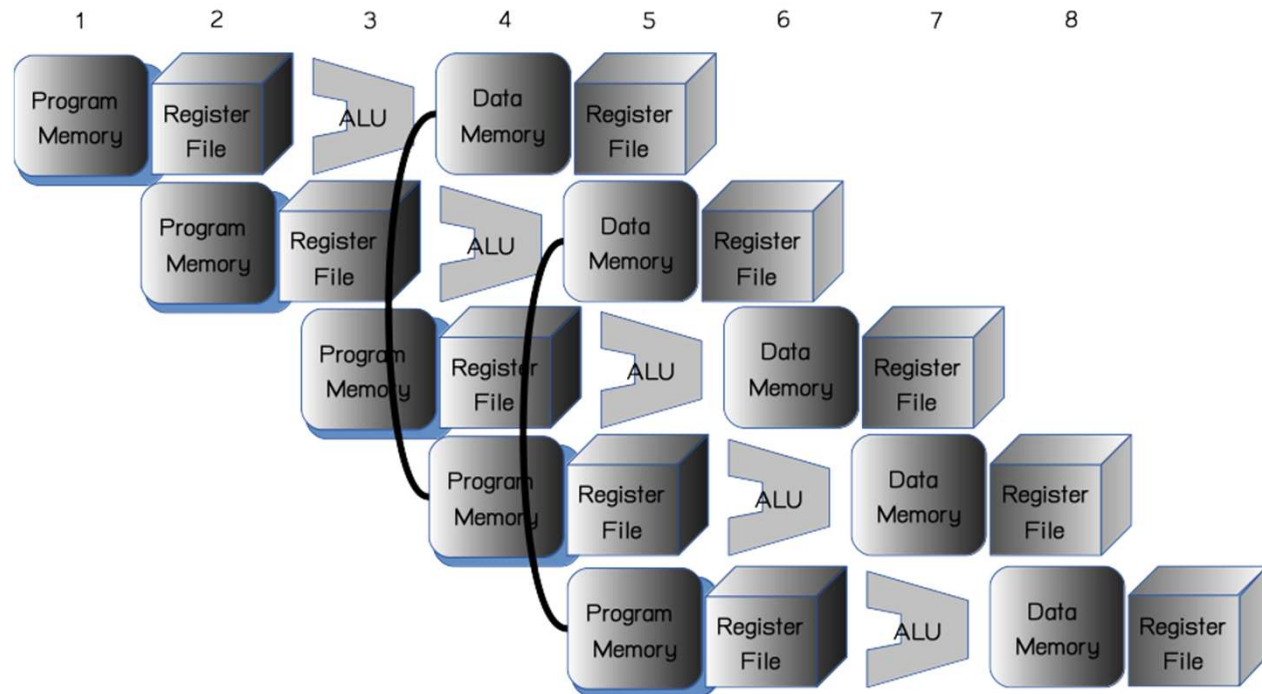 1 2 3 4 5 6 7 8
Program Memory
Register File
ALU
Data Memory
Register File
Program Memory
Register File
ALU
Data Memory
Register File
Program Memory
Register File
ALU
Data Memory
Register File
Program Memory
Register File
ALU
Data Memory
Register File
Program Memory
Register File
ALU
Data Memory
Register File